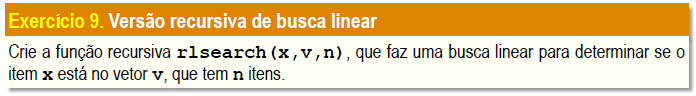 Exercício 9. Versão recursiva de busca linear
Crie a função recursiva rlsearch(x,v,n), que faz uma busca linear para determinar se o
item x está no vetor v, que tem n itens.